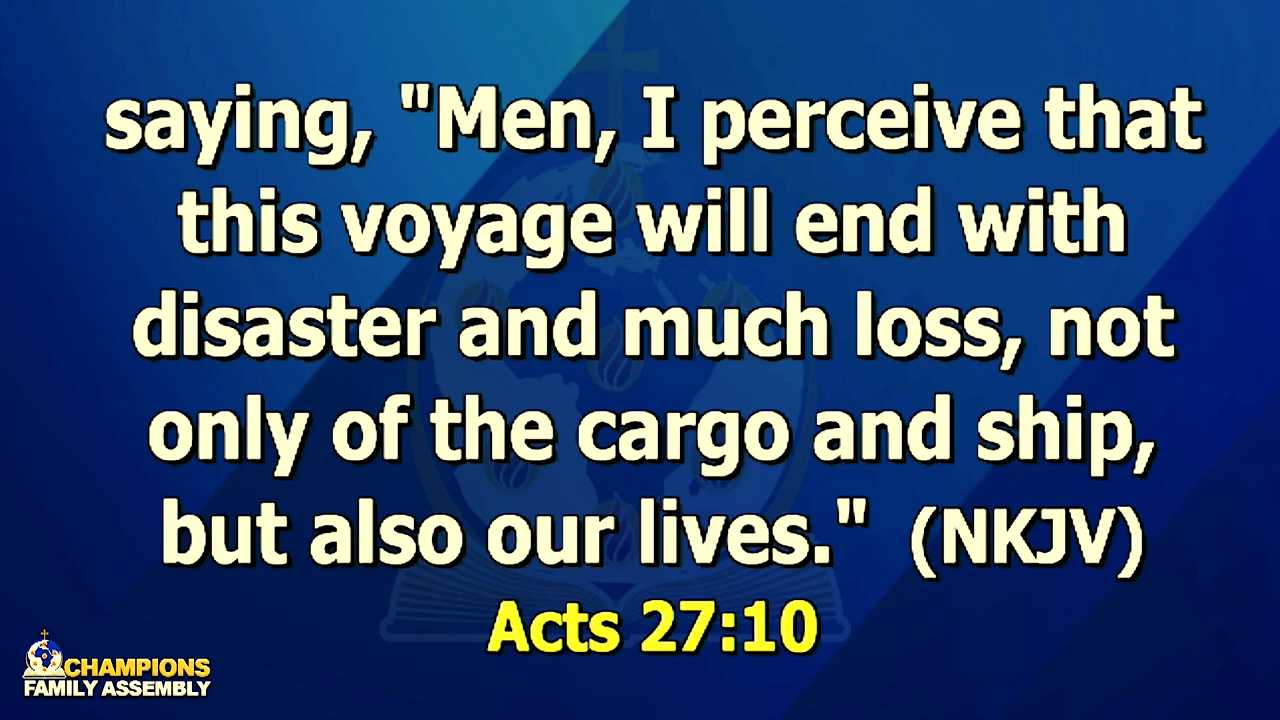 saying, "Men, I perceive that
this voyage will end with
disaster and much loss, not
only of the cargo and ship,
but also our lives." (NKJV)
Acts 27:10
CHAMPIONS
FAMILY ASSEMBLY